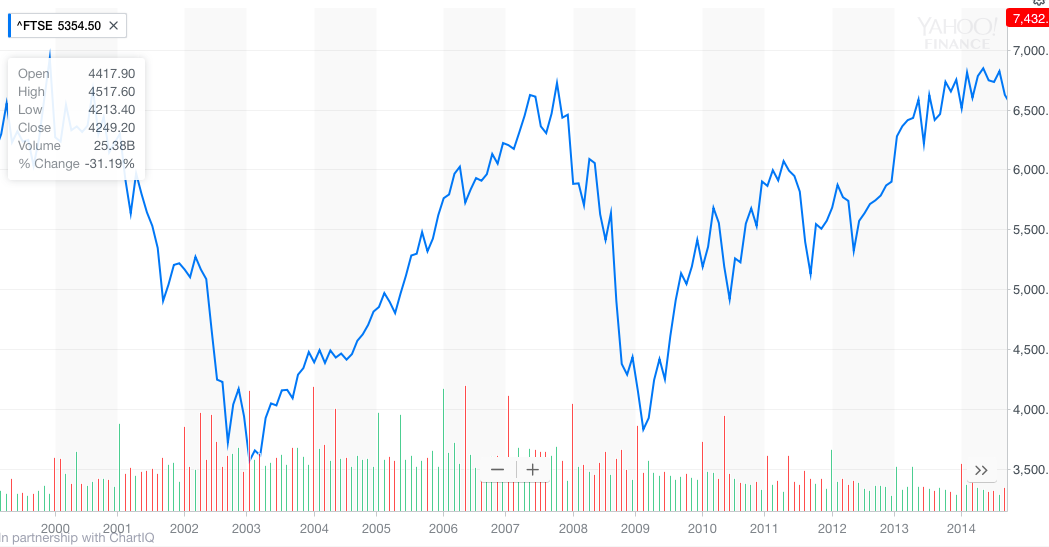 ^FTSE 5354.50 ×
7,432.
YAHOO!
FINANCE
Open 4417.90
High 4517.60
Low 4213.40
Close 4249.20
Volume 25.38B
% Change -31.19%
7,000.
6,500.
6,000.
5,500.
5,000.
4,500.
4,000.
3,500.
2000 2001 2002 2003 2004 2005 2006 2007 2008 2009 2010 2011 2012 2013 2014
In partnership with ChartIQ